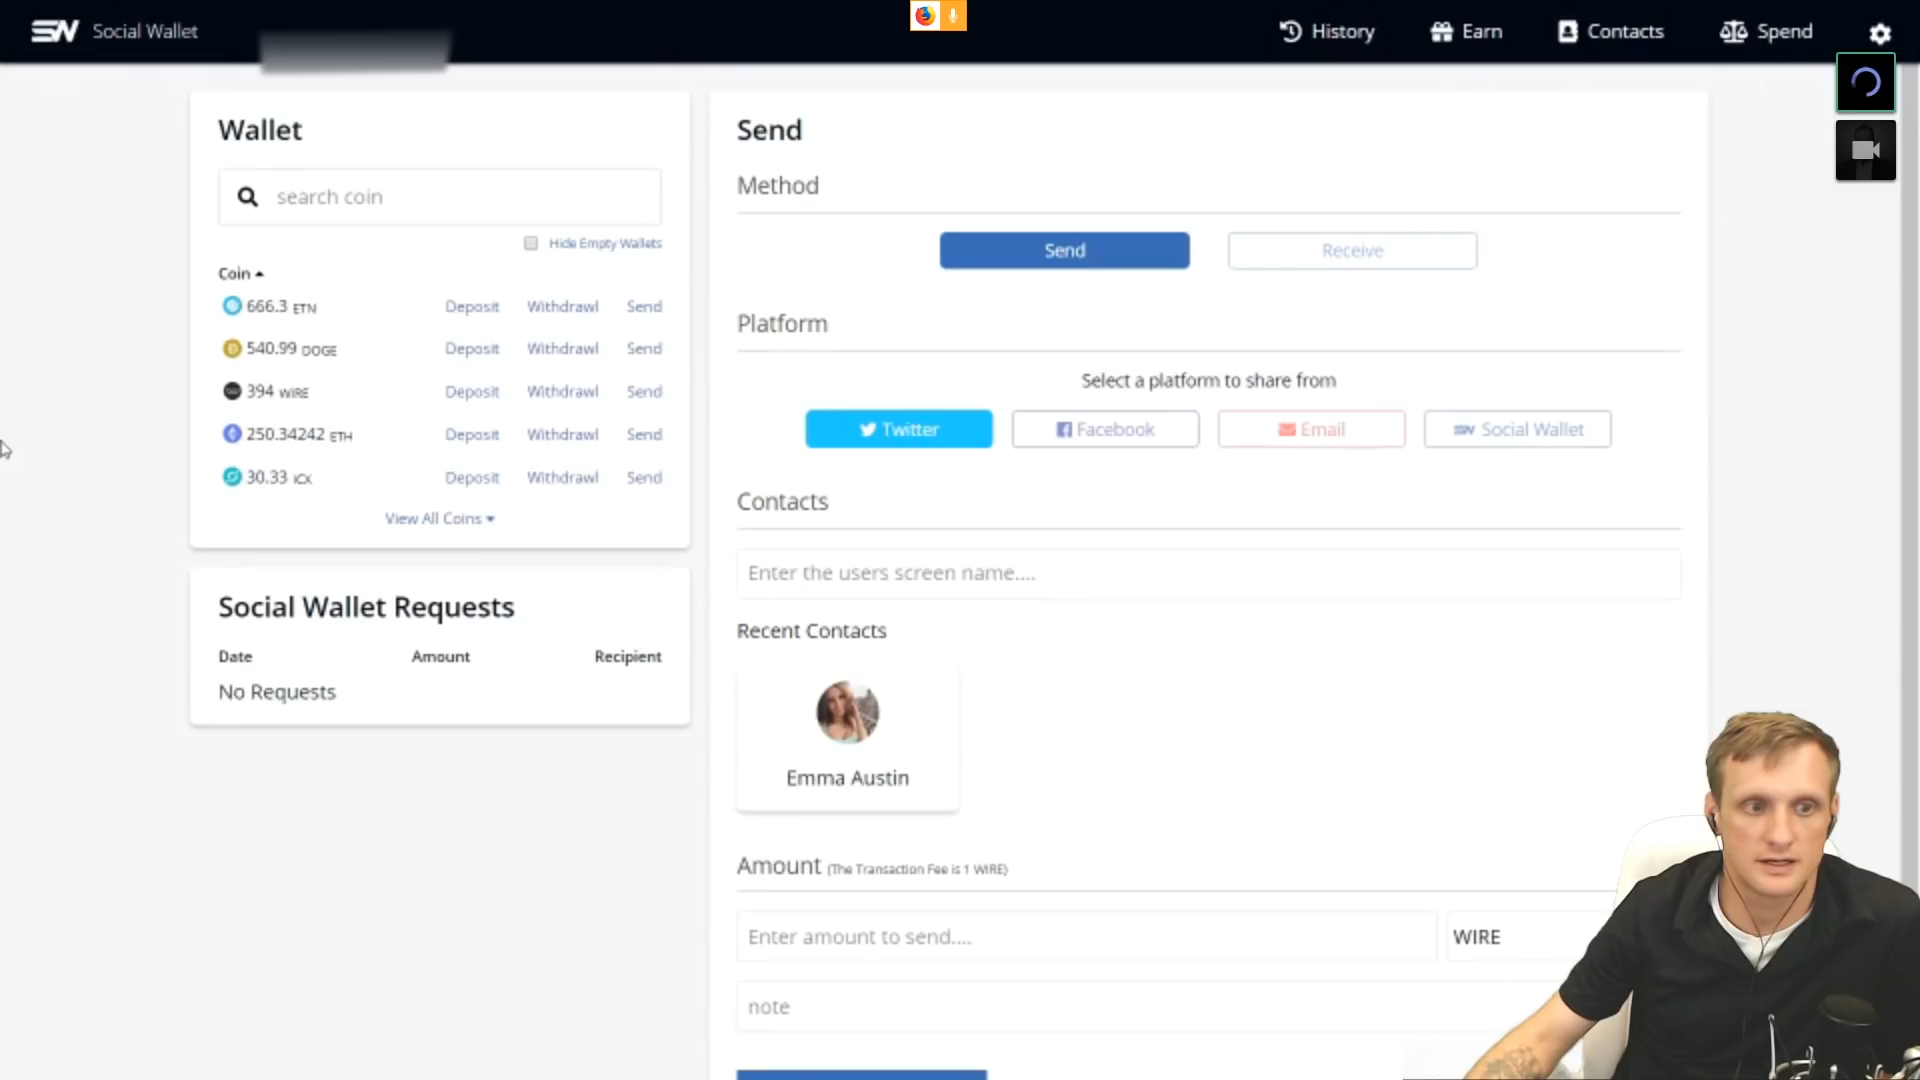 SW Social Wallet
History Earn Contacts Spend
Wallet
search coin
Hide Empty Wallets
Coin
666.3 ETN Deposit Withdrawl Send
540.99 DOGE Deposit Withdrawl Send
394 WIRE Deposit Withdrawl Send
250.34242 ETH Deposit Withdrawl Send
30.33 ICX Deposit Withdrawl Send
View All Coins
Social Wallet Requests
Date Amount Recipient
No Requests
Send
Method
Send Receive
Platform
Select a platform to share from
Twitter Facebook Email SW Social Wallet
Contacts
Enter the users screen name....
Recent Contacts
Emma Austin
Amount (The Transaction Fee is 1 WIRE)
Enter amount to send.... WIRE
note